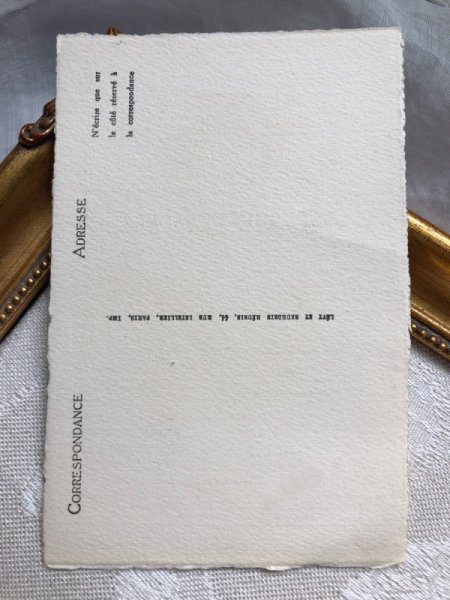 CORRESPONDANCE
ADRESSE
N'écrire que sur
le côté réservé à
la correspondance
LÉVY ET NEURDEIN RÉUNIS, 44, RUE LETELLIER, PARIS, IMP.